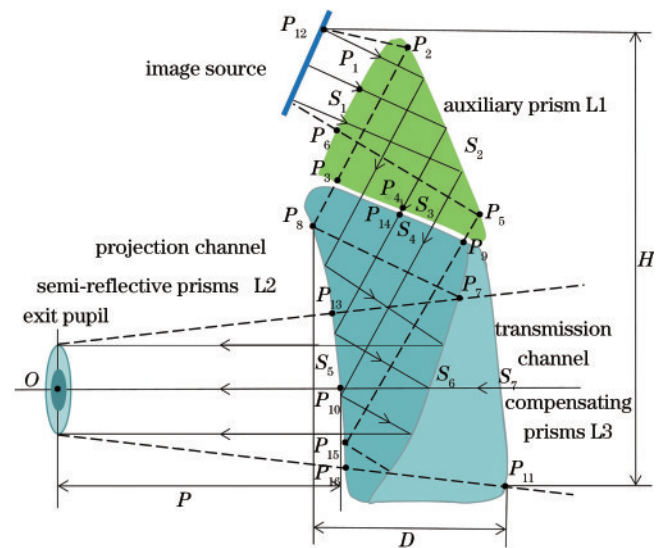 P12
P2
P1
image source
auxiliary prism L1
S1
S2
P6
P3
P4
S3
P5
P8
P14
S4
P9
projection channel
H
semi-reflective prisms L2
P7
exit pupil
P13
transmission
channel
S5
S6
S7
O
P10
compensating
prisms L3
P15
P16
P11
P
D